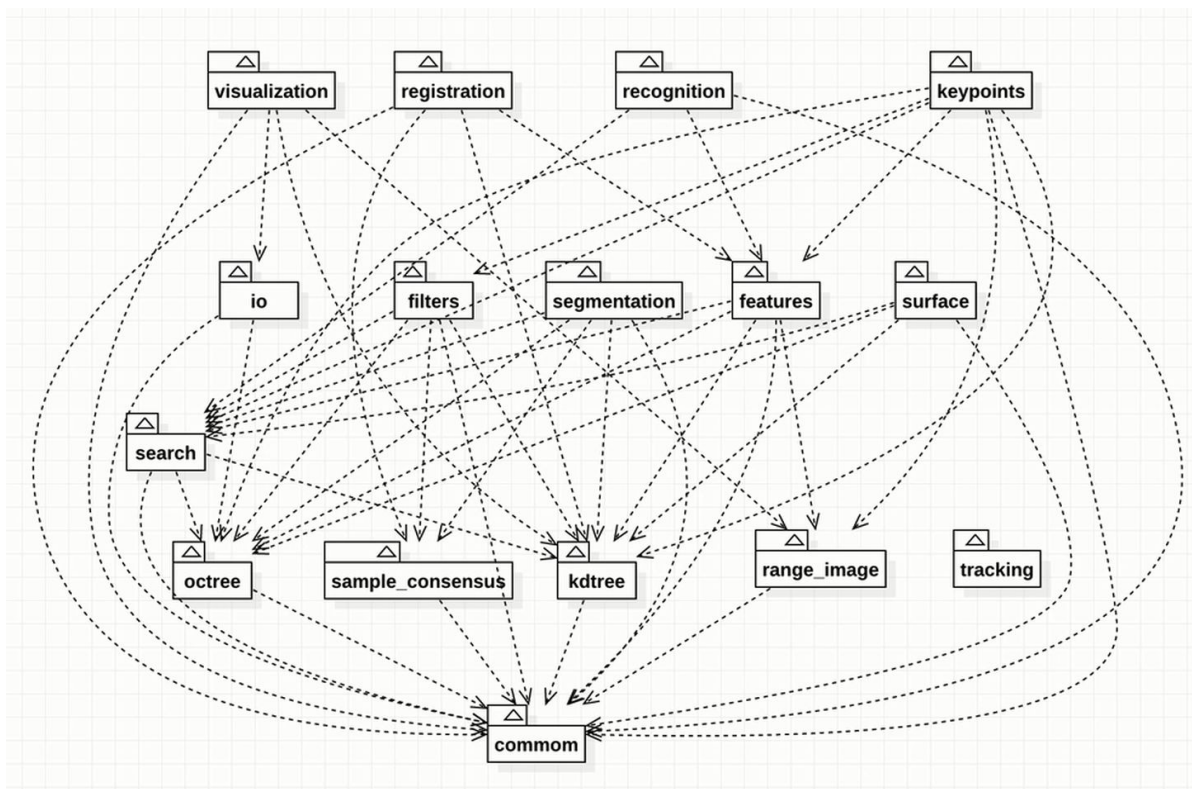 visualization
registration
recognition
keypoints
io
filters
segmentation
features
surface
search
octree
sample_consensus
kdtree
range_image
tracking
commom